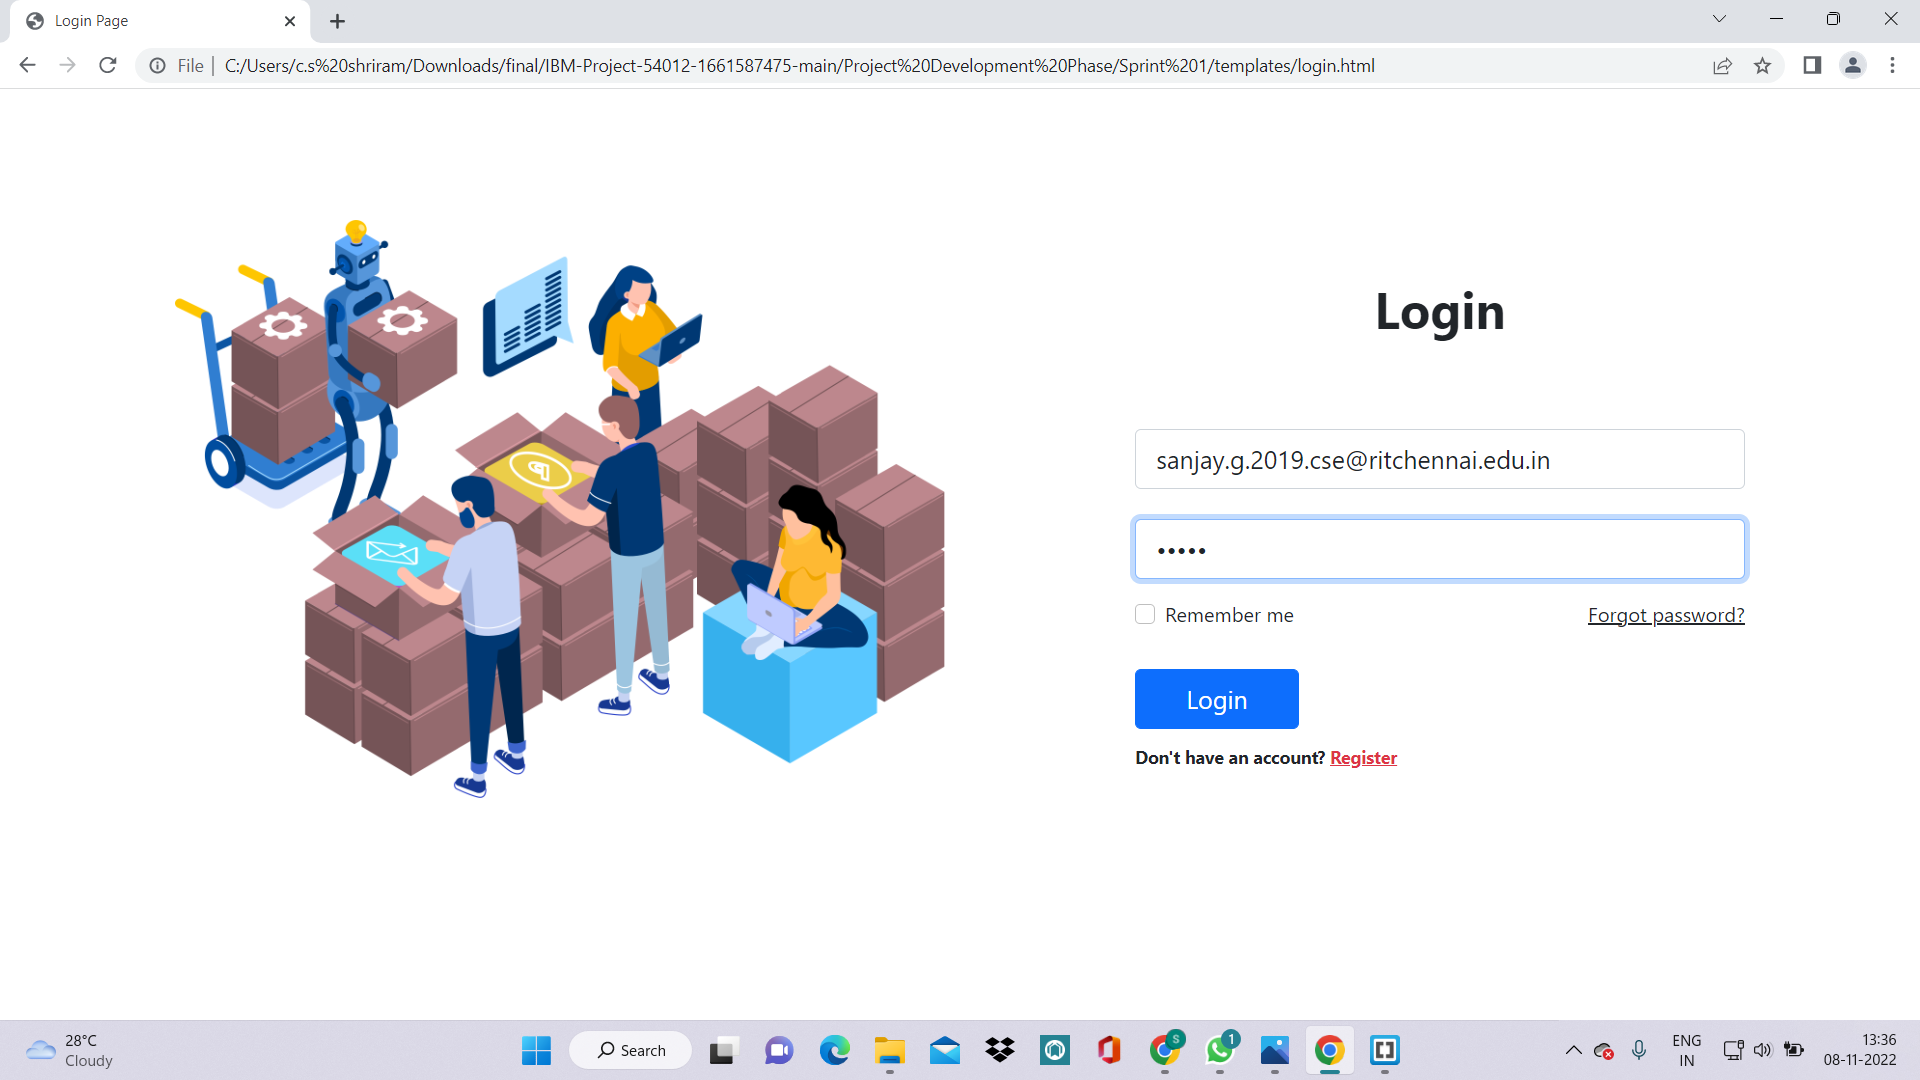 Login Page
File
C:/Users/c.s%20shriram/Downloads/final/IBM-Project-54012-1661587475-main/Project%20Development%20Phase/Sprint%201/templates/login.html
Login
sanjay.g.2019.cse@ritchennai.edu.in
•••••
Remember me
Forgot password?
Login
Don't have an account? Register
28°C
Cloudy
Search
S
1
ENG
IN
13:36
08-11-2022